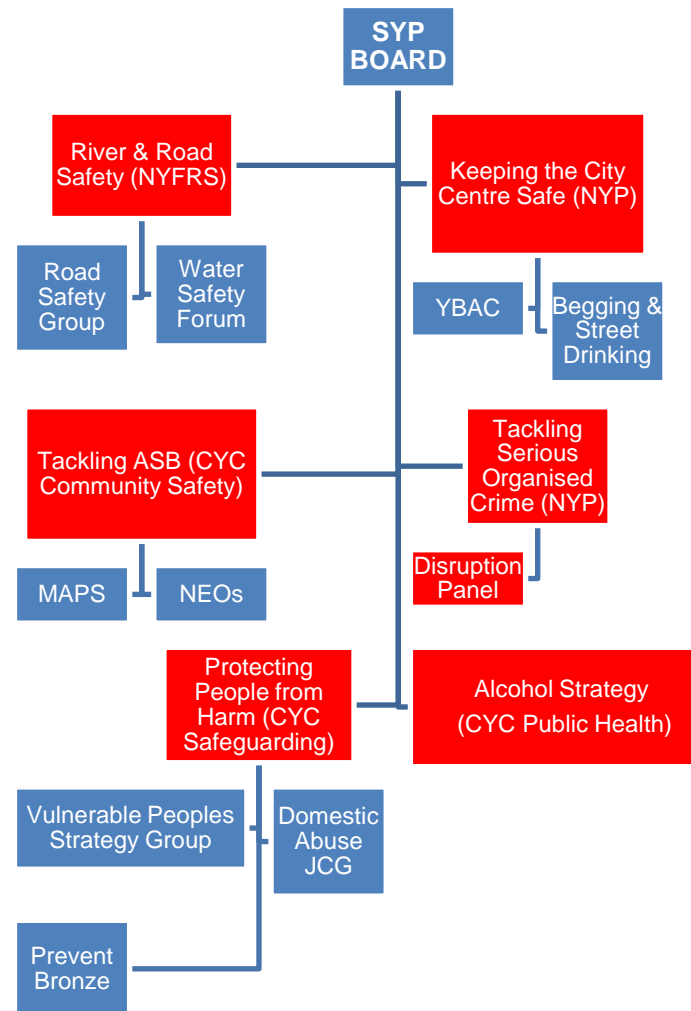 SYP
BOARD
River & Road
Safety (NYFRS)
Keeping the City
Centre Safe (NYP)
Road
Safety
Group
Water
Safety
Forum
YBAC
Begging &
Street
Drinking
Tackling ASB (CYC
Community Safety)
Tackling
Serious
Organised
Crime (NYP)
MAPS
NEOs
Disruption
Panel
Protecting
People from
Harm (CYC
Safeguarding)
Alcohol Strategy
(CYC Public Health)
Vulnerable Peoples
Strategy Group
Domestic
Abuse
JCG
Prevent
Bronze